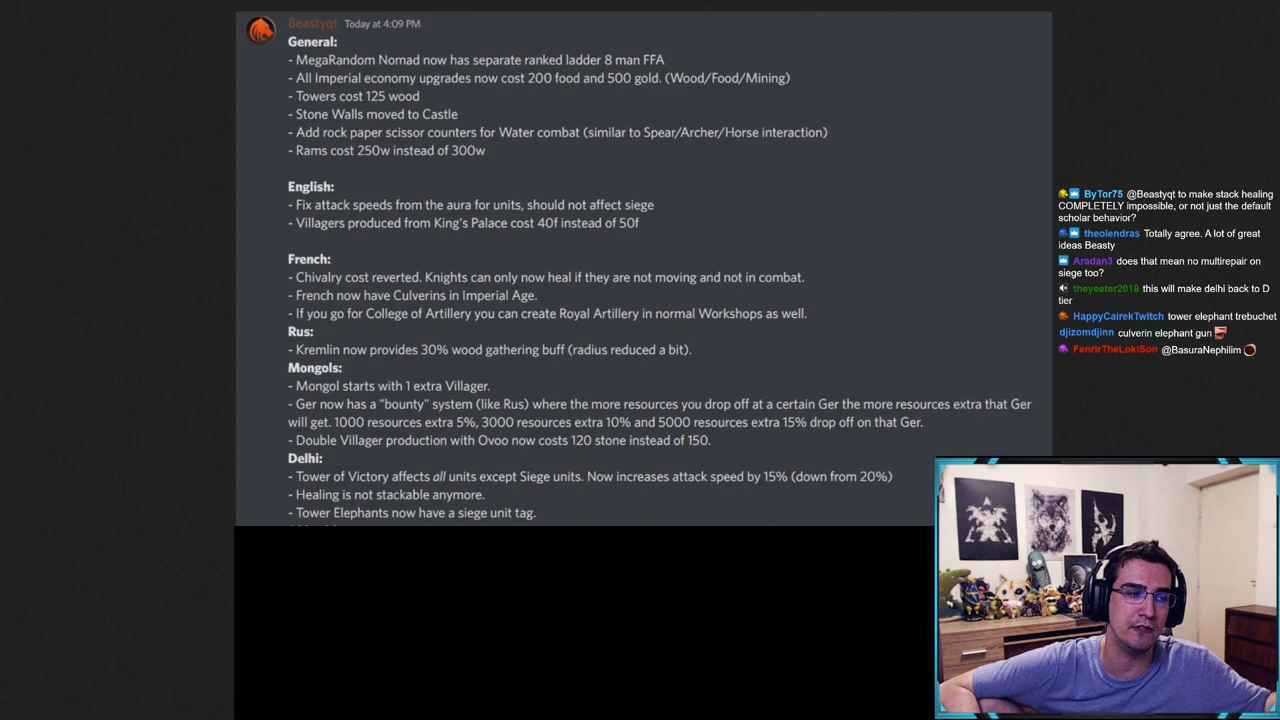 Beastyqt Today at 4:09 PM
General:
- MegaRandom Nomad now has separate ranked ladder 8 man FFA
- All Imperial economy upgrades now cost 200 food and 500 gold. (Wood/Food/Mining)
- Towers cost 125 wood
- Stone Walls moved to Castle
- Add rock paper scissor counters for Water combat (similar to Spear/Archer/Horse interaction)
- Rams cost 250w instead of 300w
English:
- Fix attack speeds from the aura for units, should not affect siege
- Villagers produced from King's Palace cost 40f instead of 50f
French:
- Chivalry cost reverted. Knights can only now heal if they are not moving and not in combat.
- French now have Culverins in Imperial Age.
- If you go for College of Artillery you can create Royal Artillery in normal Workshops as well.
Rus:
- Kremlin now provides 30% wood gathering buff (radius reduced a bit).
Mongols:
- Mongol starts with 1 extra Villager.
- Ger now has a "bounty" system (like Rus) where the more resources you drop off at a certain Ger the more resources extra that Ger
will get. 1000 resources extra 5%, 3000 resources extra 10% and 5000 resources extra 15% drop off on that Ger.
- Double Villager production with Ovoo now costs 120 stone instead of 150.
Delhi:
- Tower of Victory affects all units except Siege units. Now increases attack speed by 15% (down from 20%)
- Healing is not stackable anymore.
- Tower Elephants now have a siege unit tag.
ByTor75 @Beastyqt to make stack healing
COMPLETELY impossible, or not just the default
scholar behavior?
theolendras Totally agree. A lot of great
ideas Beasty
Aradan3 does that mean no multirepair on
siege too?
theyeeter2018 this will make delhi back to D
tier
HappyCairekTwitch tower elephant trebuchet
djizomdjinn culverin elephant gun
FenrirTheLokiSon @BasuraNephilim